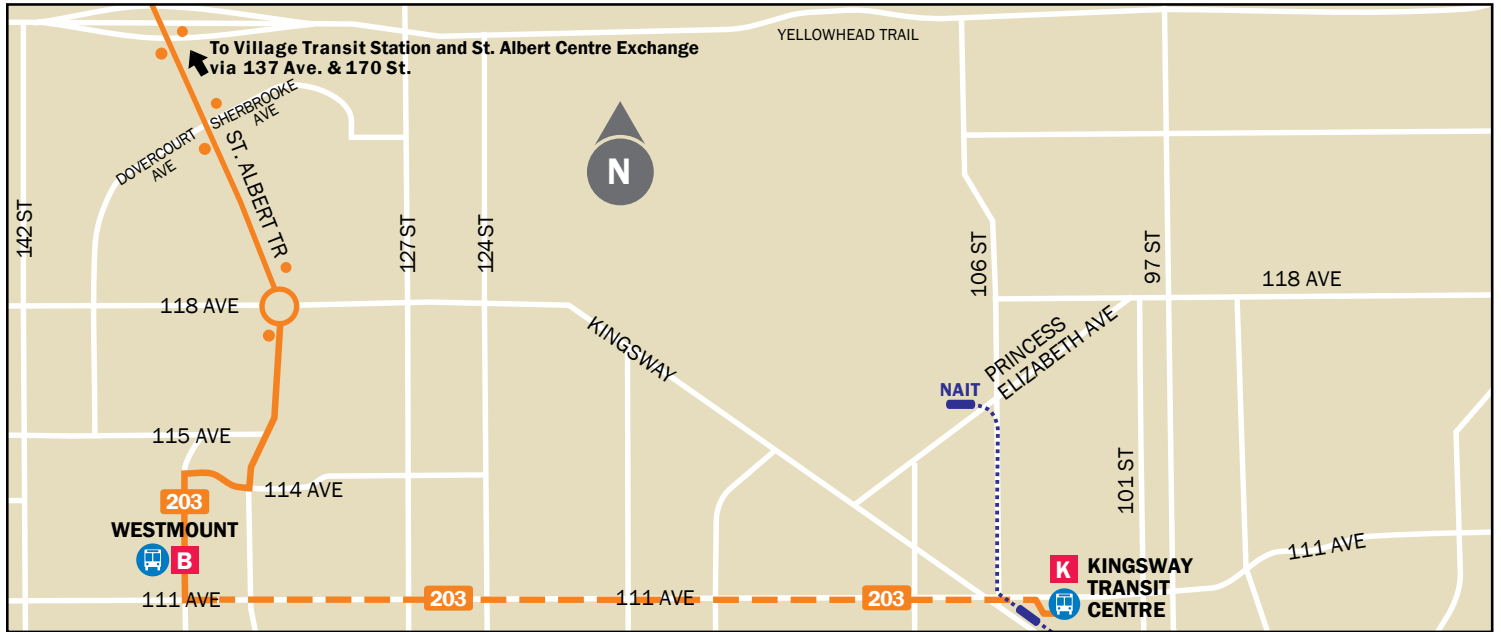 YELLOWHEAD TRAIL
To Village Transit Station and St. Albert Centre Exchange
via 137 Ave. & 170 St.
SHERBROOKE
AVE
DOVERCOURT
AVE
ST. ALBERT TR
N
142 ST
127 ST
124 ST
106 ST
97 ST
118 AVE
118 AVE
KINGSWAY
PRINCESS
ELIZABETH AVE
NAIT
115 AVE
101 ST
114 AVE
203
WESTMOUNT
B
111 AVE
203
111 AVE
203
K
KINGSWAY
TRANSIT
CENTRE
111 AVE